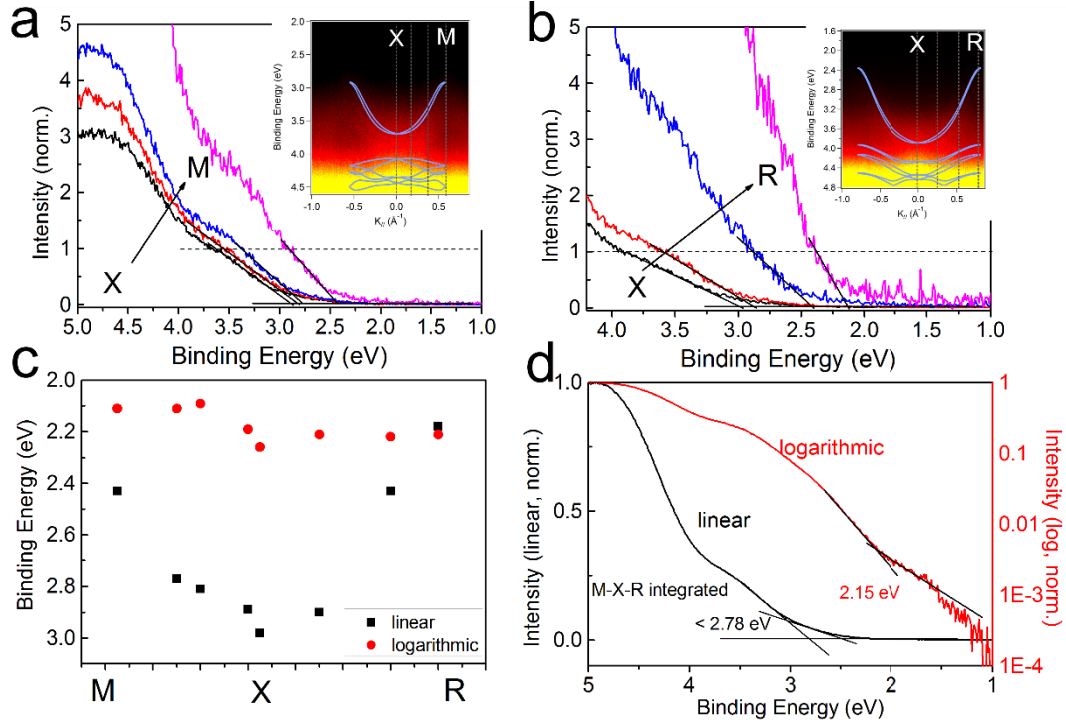 a
Intensity (norm.)
5
4
3
2
1
0
5.0 4.5 4.0 3.5 3.0 2.5 2.0 1.5 1.0
Binding Energy (eV)
M
X
X M
Binding Energy (eV)
2.0
2.5
3.0
3.5
4.0
4.5
-1.0 -0.5 0.0 0.5
K// (Å-1)
b
Intensity (norm.)
5
4
3
2
1
0
4.0 3.5 3.0 2.5 2.0 1.5 1.0
Binding Energy (eV)
R
X
X R
Binding Energy (eV)
1.6
2.0
2.4
2.8
3.2
3.6
4.0
4.4
4.8
-1.0 -0.5 0.0 0.5
K// (Å-1)
c
Binding Energy (eV)
2.0
2.2
2.4
2.6
2.8
3.0
M X R
linear
logarithmic
d
Intensity (linear, norm.)
1.0
0.5
0.0
5 4 3 2 1
Binding Energy (eV)
logarithmic
linear
M-X-R integrated
< 2.78 eV
2.15 eV
1
0.1
0.01
1E-3
1E-4
Intensity (log, norm.)